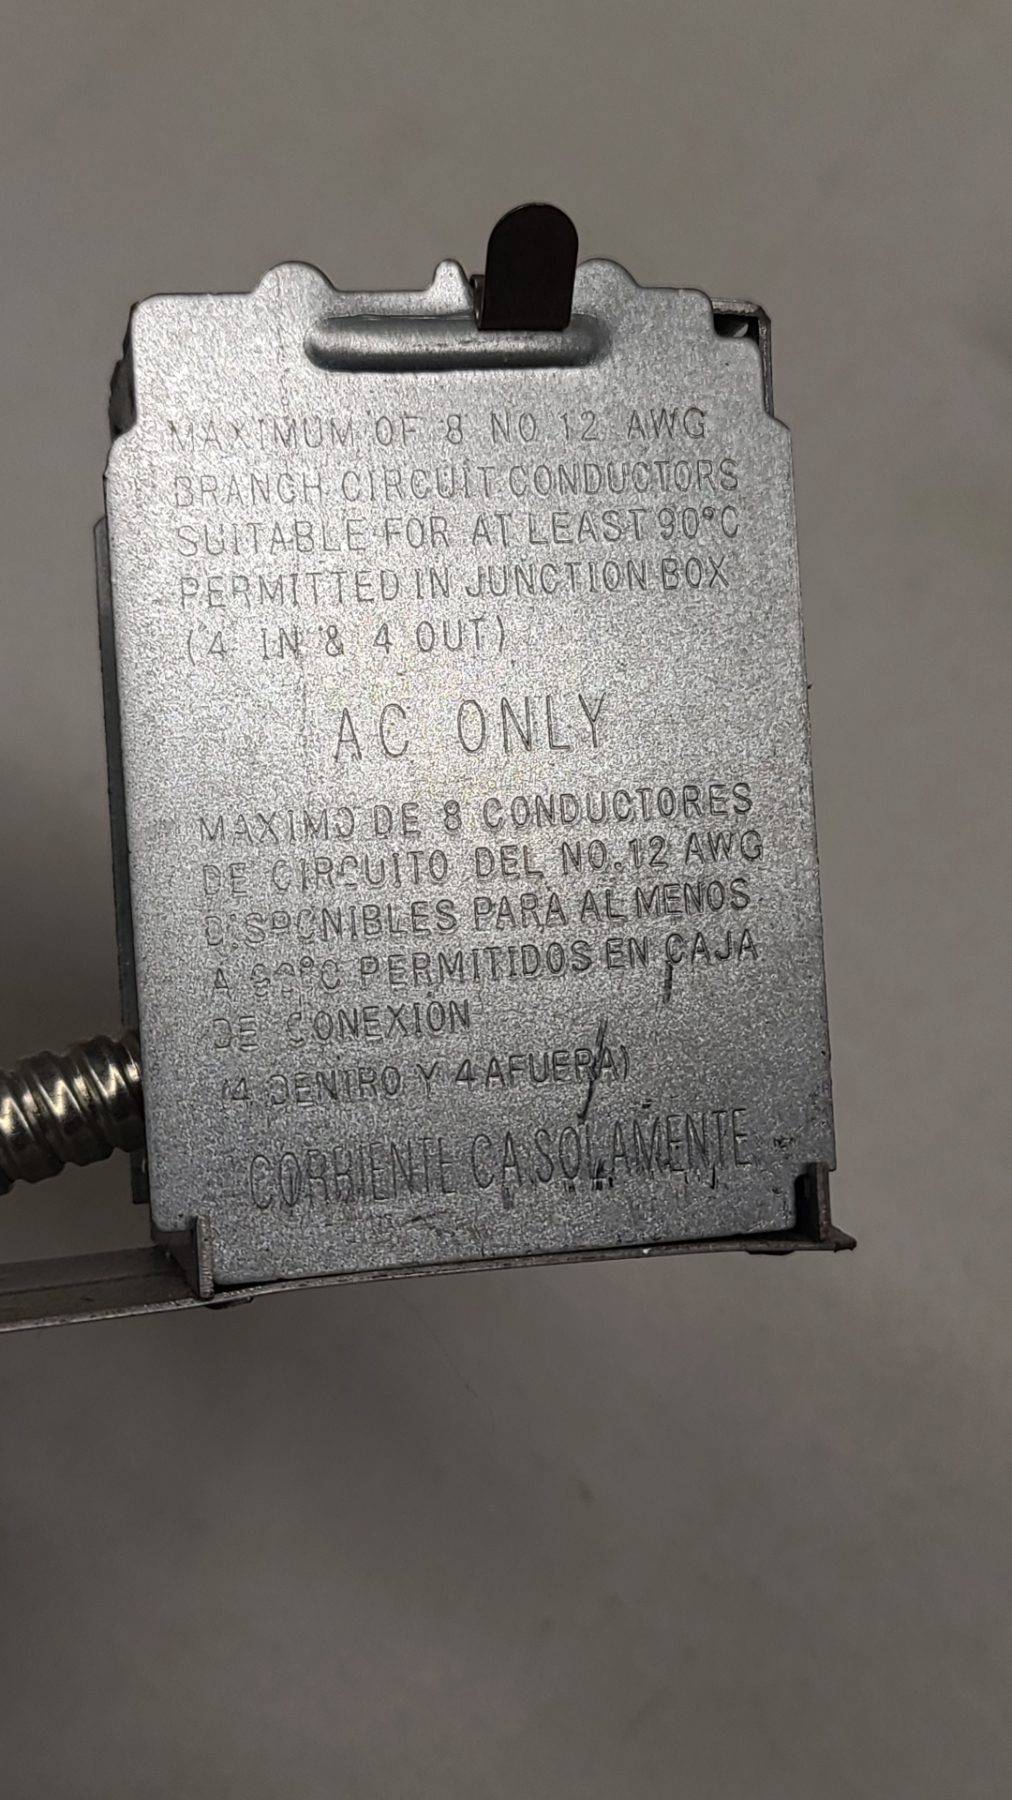 MAXIMUM OF 8 NO.12 AWG
BRANCH CIRCUIT CONDUCTORS
SUITABLE FOR AT LEAST 90°C
PERMITTED IN JUNCTION BOX
(4 IN & 4 OUT)
AC ONLY
MAXIMO DE 8 CONDUCTORES
DE CIRCUITO DEL NO.12 AWG
DISPONIBLES PARA AL MENOS
A 90°C PERMITIDOS EN CAJA
DE CONEXION
(4 DENTRO Y 4 AFUERA)
CORRIENTE CA SOLAMENTE